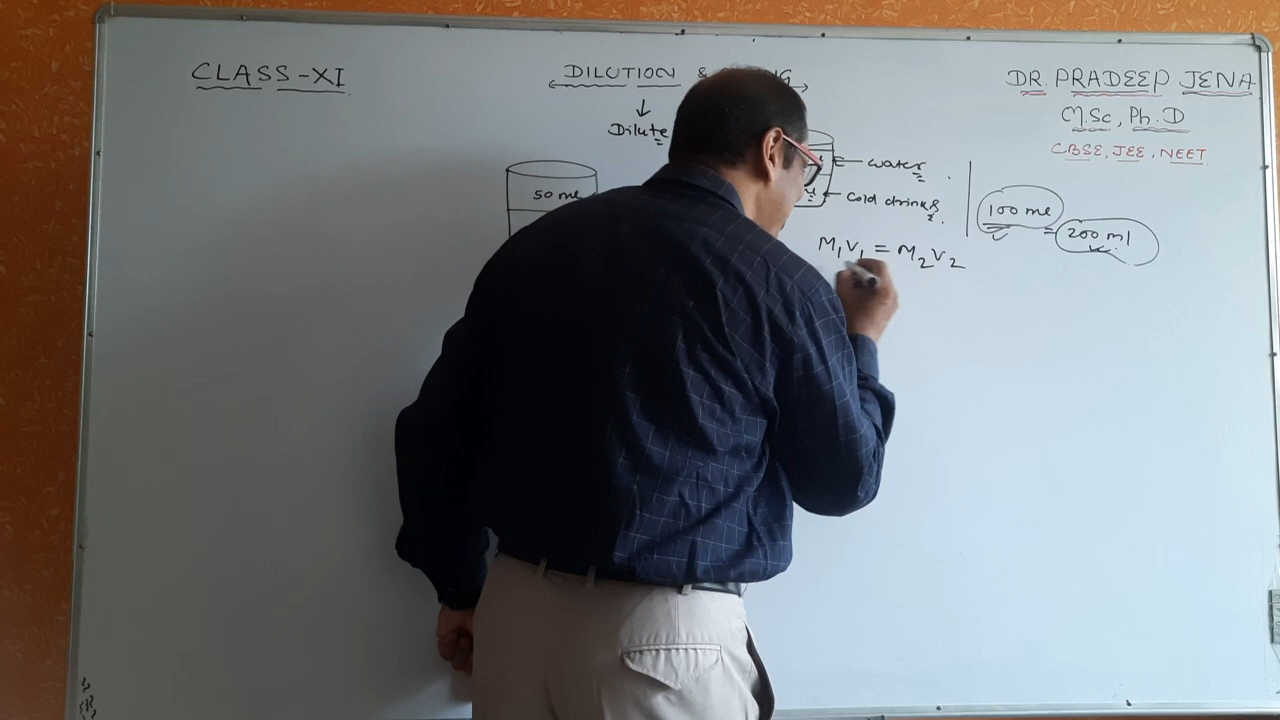 CLASS-XI
DILUTION &
Dilute
50 ml
water
cold drinks
M₁V₁ = M₂V₂
DR. PRADEEP JENA
M.Sc, Ph.D
CBSE, JEE, NEET
100 ml
= 200 ml